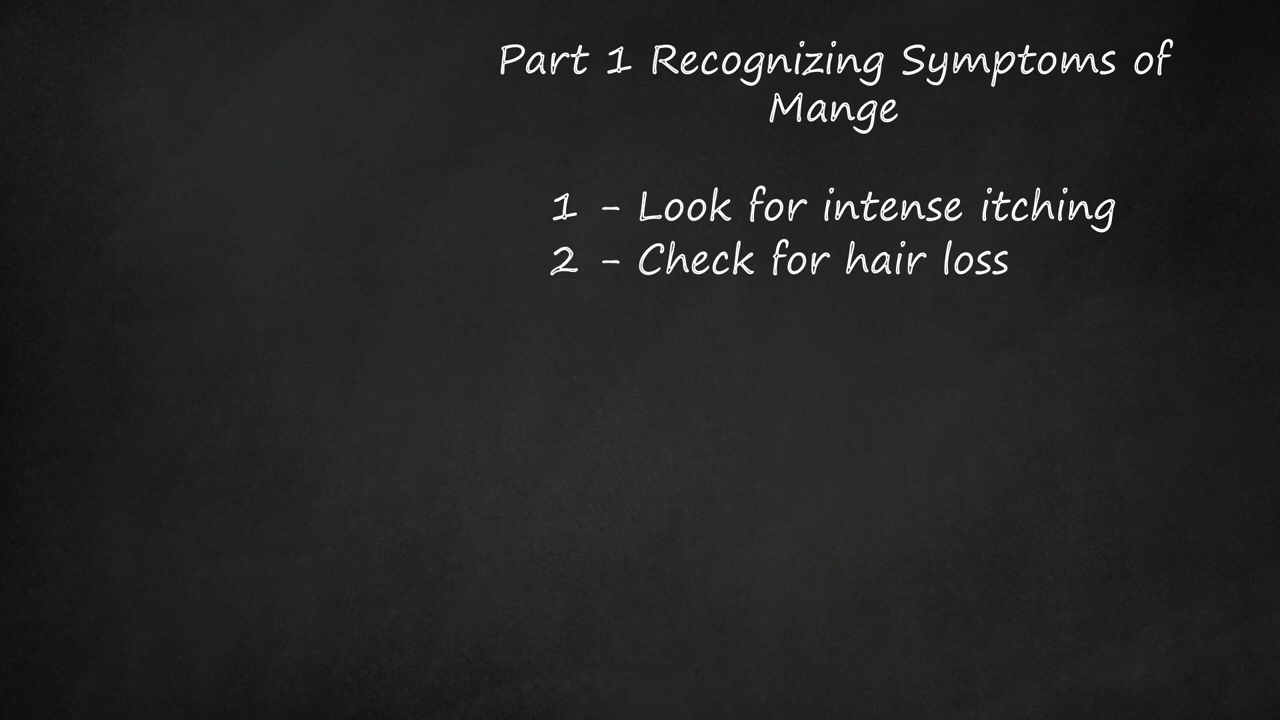 Part 1 Recognizing Symptoms of
Mange
1 - Look for intense itching
2 - Check for hair loss